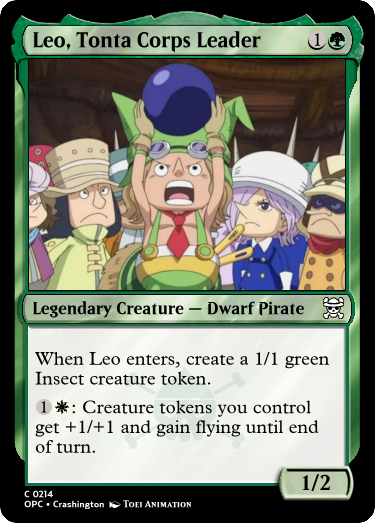 Leo, Tonta Corps Leader 1
Legendary Creature — Dwarf Pirate
When Leo enters, create a 1/1 green
Insect creature token.
1 : Creature tokens you control
get +1/+1 and gain flying until end
of turn.
1/2
C 0214
OPC • Crashington TOEI ANIMATION